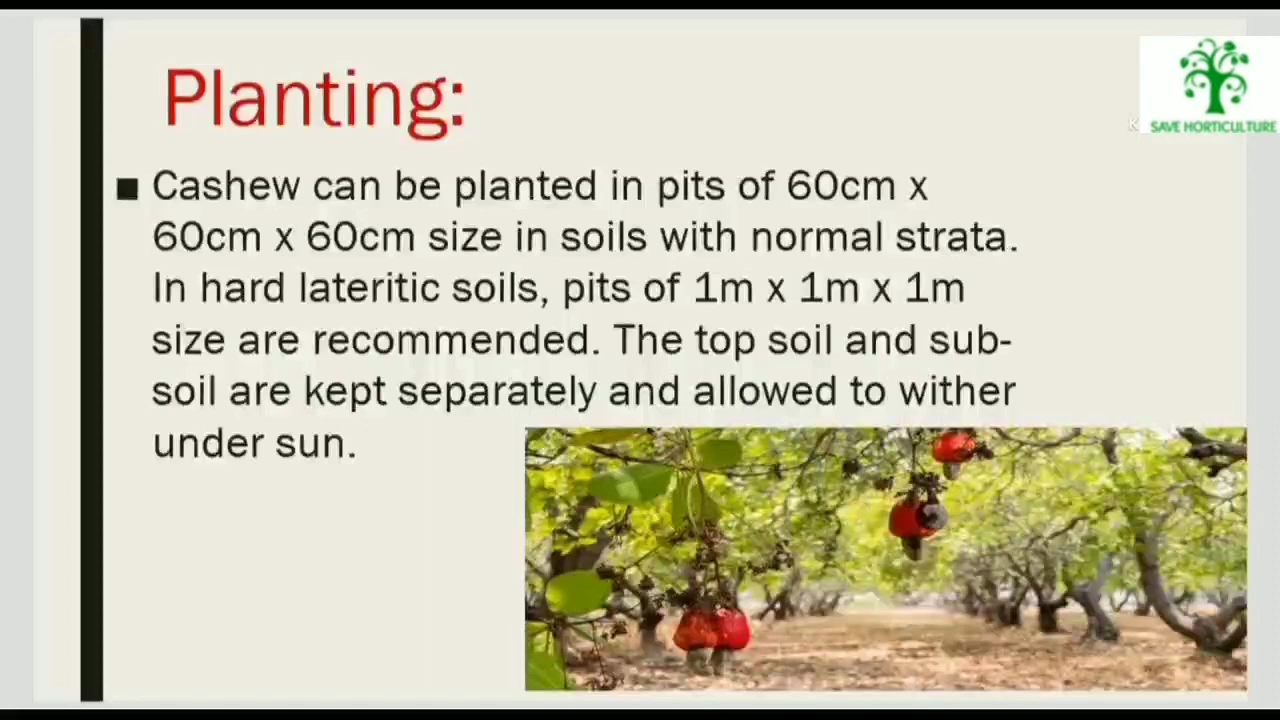 Planting:
■ Cashew can be planted in pits of 60cm x
60cm x 60cm size in soils with normal strata.
In hard lateritic soils, pits of 1m x 1m x 1m
size are recommended. The top soil and sub-
soil are kept separately and allowed to wither
under sun.
SAVE HORTICULTURE